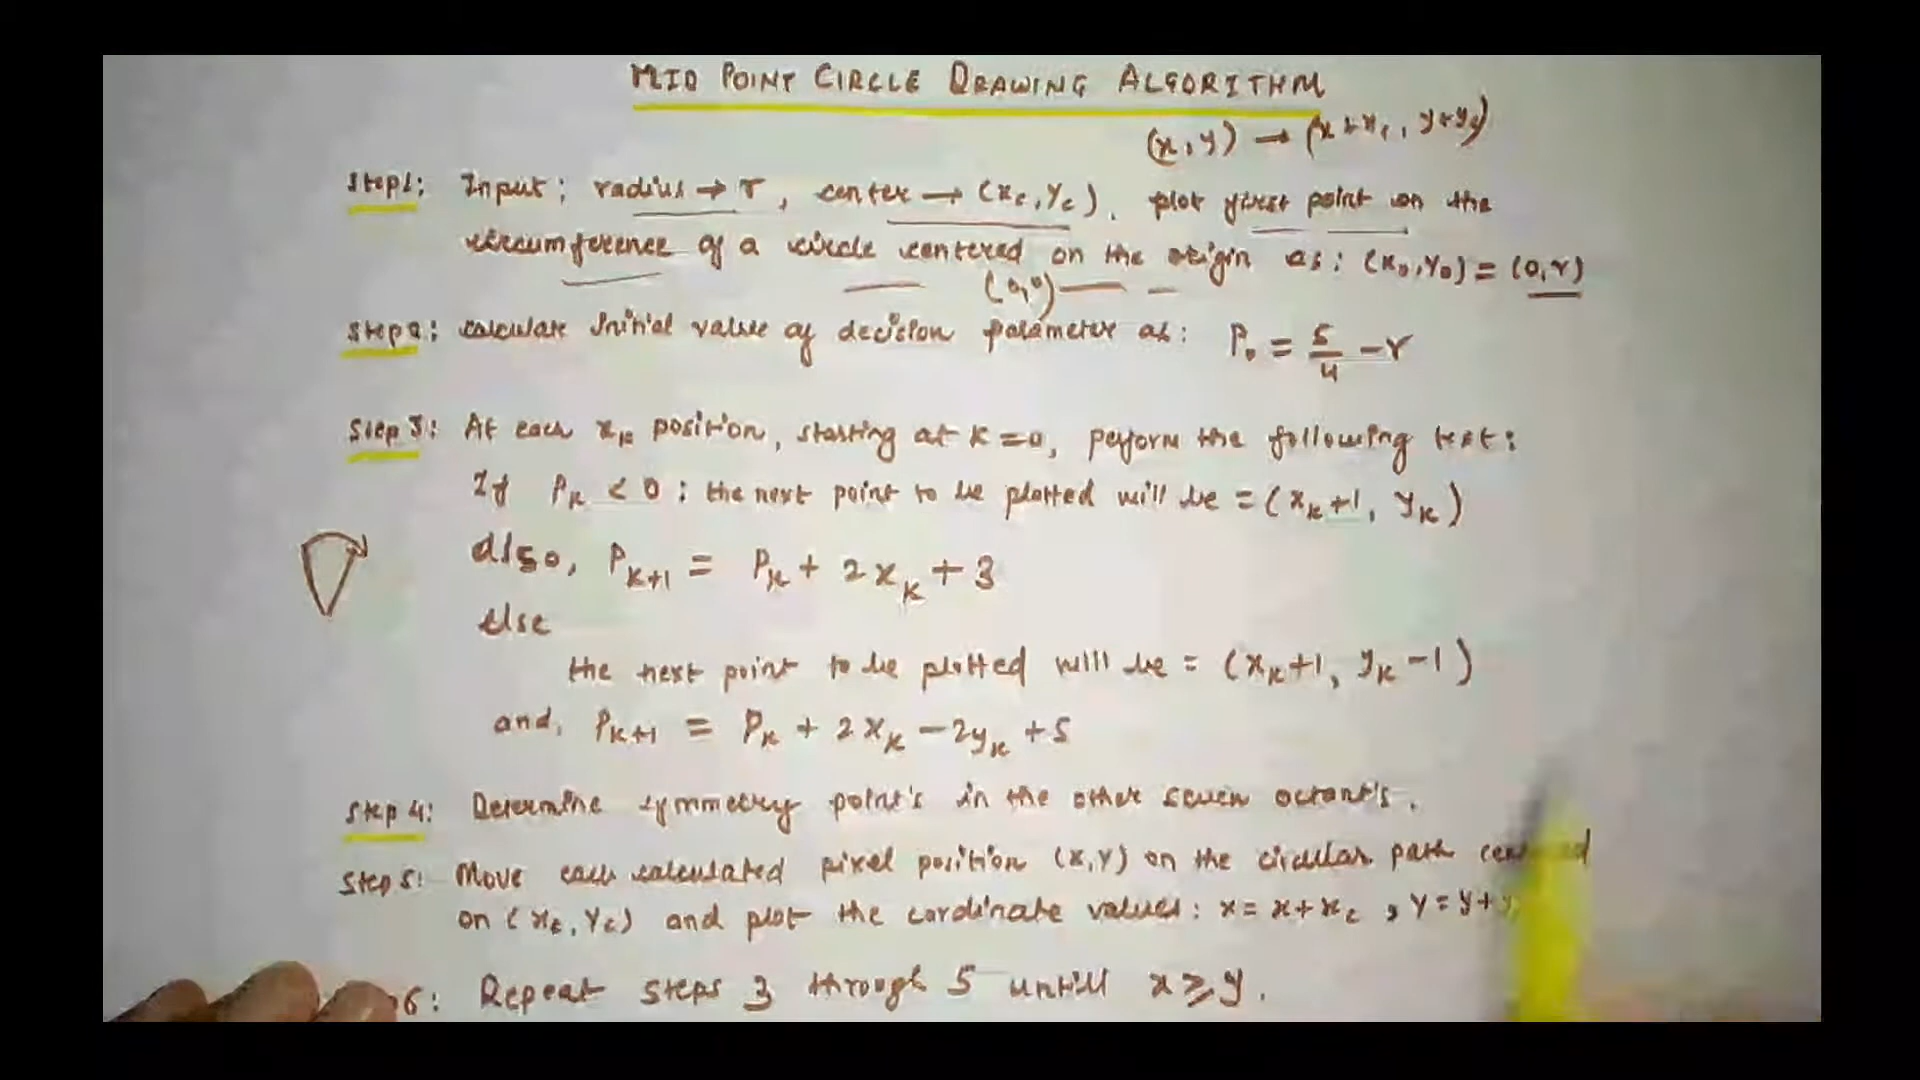 MID POINT CIRCLE DRAWING ALGORITHM
(x,y) → (x+xc, y+yc)
Step1: Input: radius → r, center → (xc,yc), plot first point on the
circumference of a circle centered on the origin as: (x0,y0) = (0,r)
(0,0)
Step2: calculate Initial value of decision parameter as: P0 = 5/4 - r
Step 3: At each xk position, starting at K=0, perform the following test:
If Pk < 0 : the next point to be plotted will be = (xk+1, yk)
also, Pk+1 = Pk + 2xk + 3
else
the next point to be plotted will be = (xk+1, yk-1)
and, Pk+1 = Pk + 2xk - 2yk + 5
Step 4: Determine symmetry point's in the other seven octant's.
Step 5: Move each calculated pixel position (x,y) on the circular path
on (xc, yc) and plot the cordinate values: x = x+xc , y = y+
6: Repeat steps 3 through 5 untill x ≥ y.